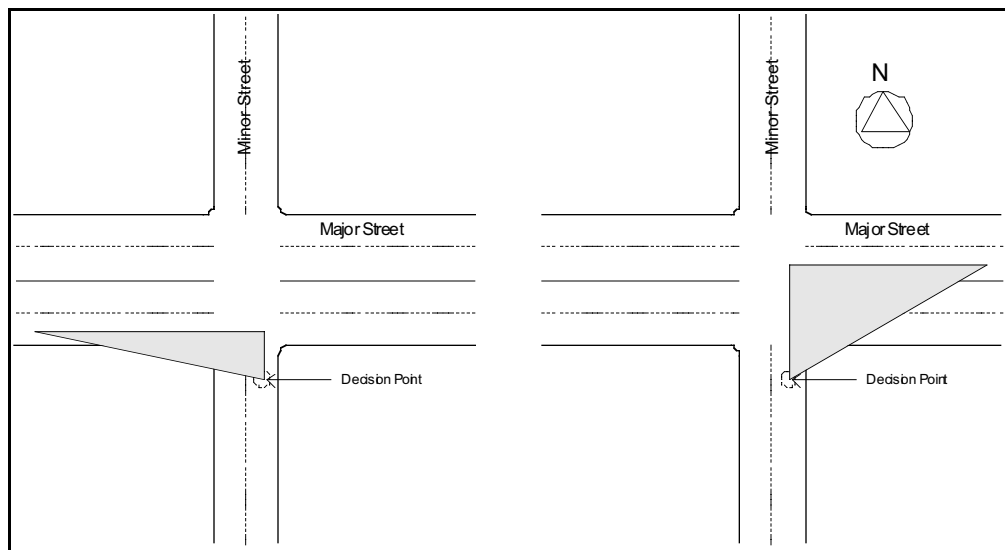 Minor Street
Minor Street
N
Major Street
Major Street
Decision Point
Decision Point